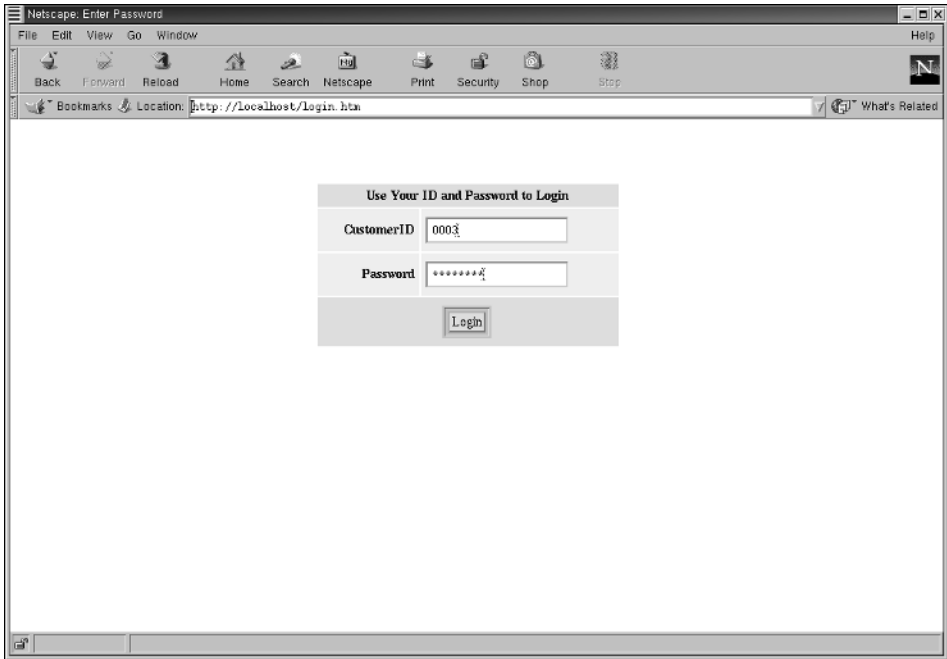 Netscape: Enter Password
File Edit View Go Window Help
Back Forward Reload Home Search Netscape Print Security Shop Stop
N
Bookmarks Location: http://localhost/login.htm What's Related
Use Your ID and Password to Login
CustomerID 0003
Password ********
Login